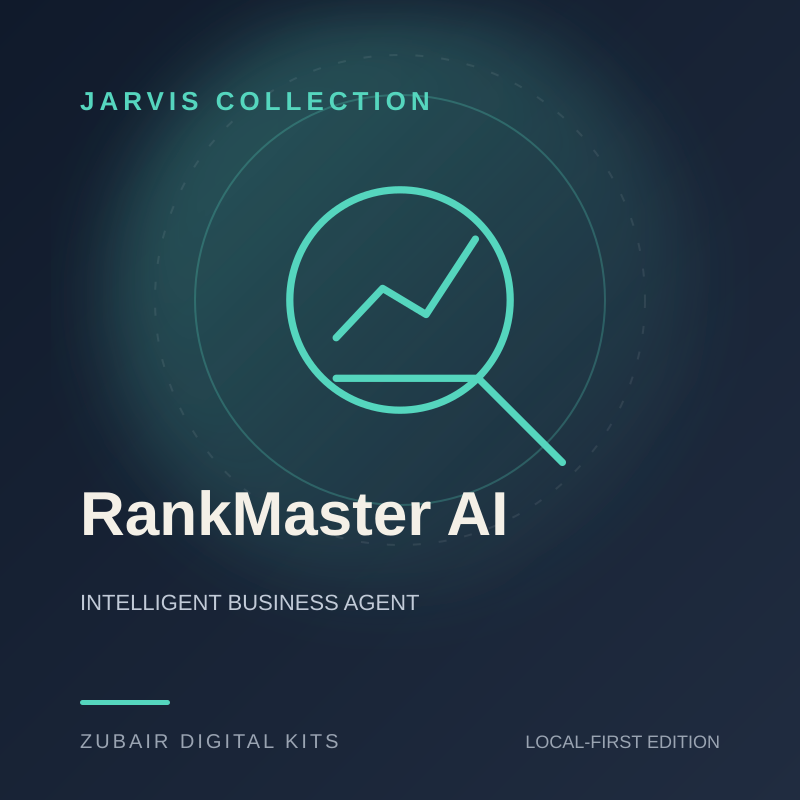 JARVIS COLLECTION
RankMaster AI
INTELLIGENT BUSINESS AGENT
ZUBAIR DIGITAL KITS
LOCAL-FIRST EDITION